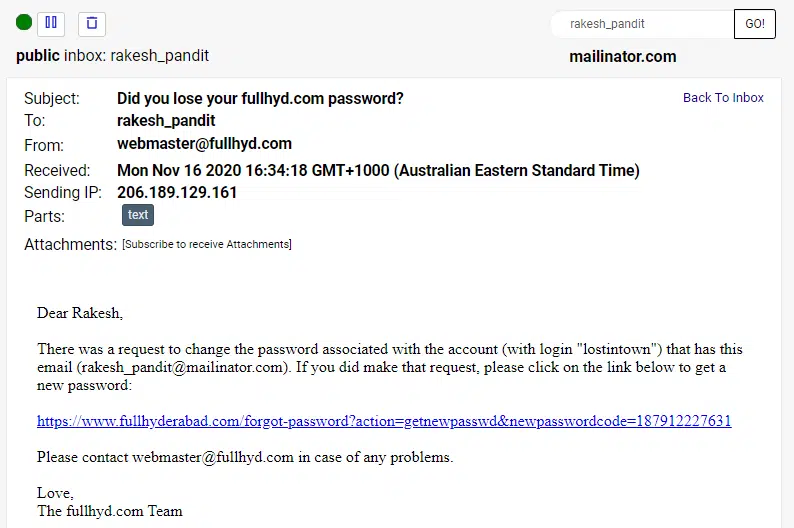 rakesh_pandit GO!
public inbox: rakesh_pandit mailinator.com
Subject: Did you lose your fullhyd.com password? Back To Inbox
To: rakesh_pandit
From: webmaster@fullhyd.com
Received: Mon Nov 16 2020 16:34:18 GMT+1000 (Australian Eastern Standard Time)
Sending IP: 206.189.129.161
Parts: text
Attachments: [Subscribe to receive Attachments]
Dear Rakesh,
There was a request to change the password associated with the account (with login "lostintown") that has this
email (rakesh_pandit@mailinator.com). If you did make that request, please click on the link below to get a
new password:
https://www.fullhyderabad.com/forgot-password?action=getnewpasswd&newpasswordcode=187912227631
Please contact webmaster@fullhyd.com in case of any problems.
Love,
The fullhyd.com Team